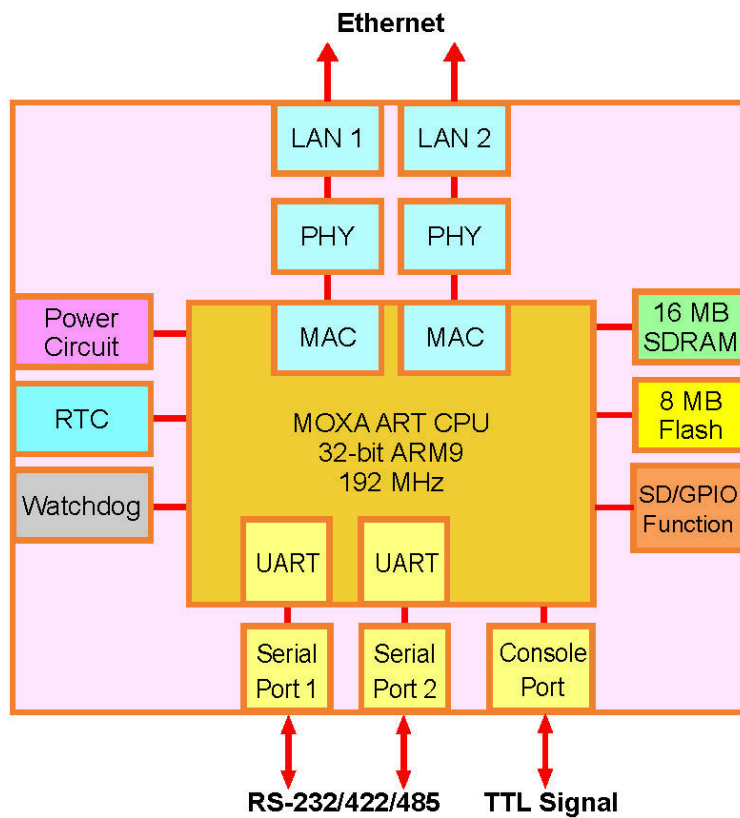 Ethernet
LAN 1
LAN 2
PHY
PHY
Power
Circuit
MAC
MAC
16 MB
SDRAM
RTC
MOXA ART CPU
32-bit ARM9
192 MHz
8 MB
Flash
Watchdog
SD/GPIO
Function
UART
UART
Serial
Port 1
Serial
Port 2
Console
Port
RS-232/422/485
TTL Signal